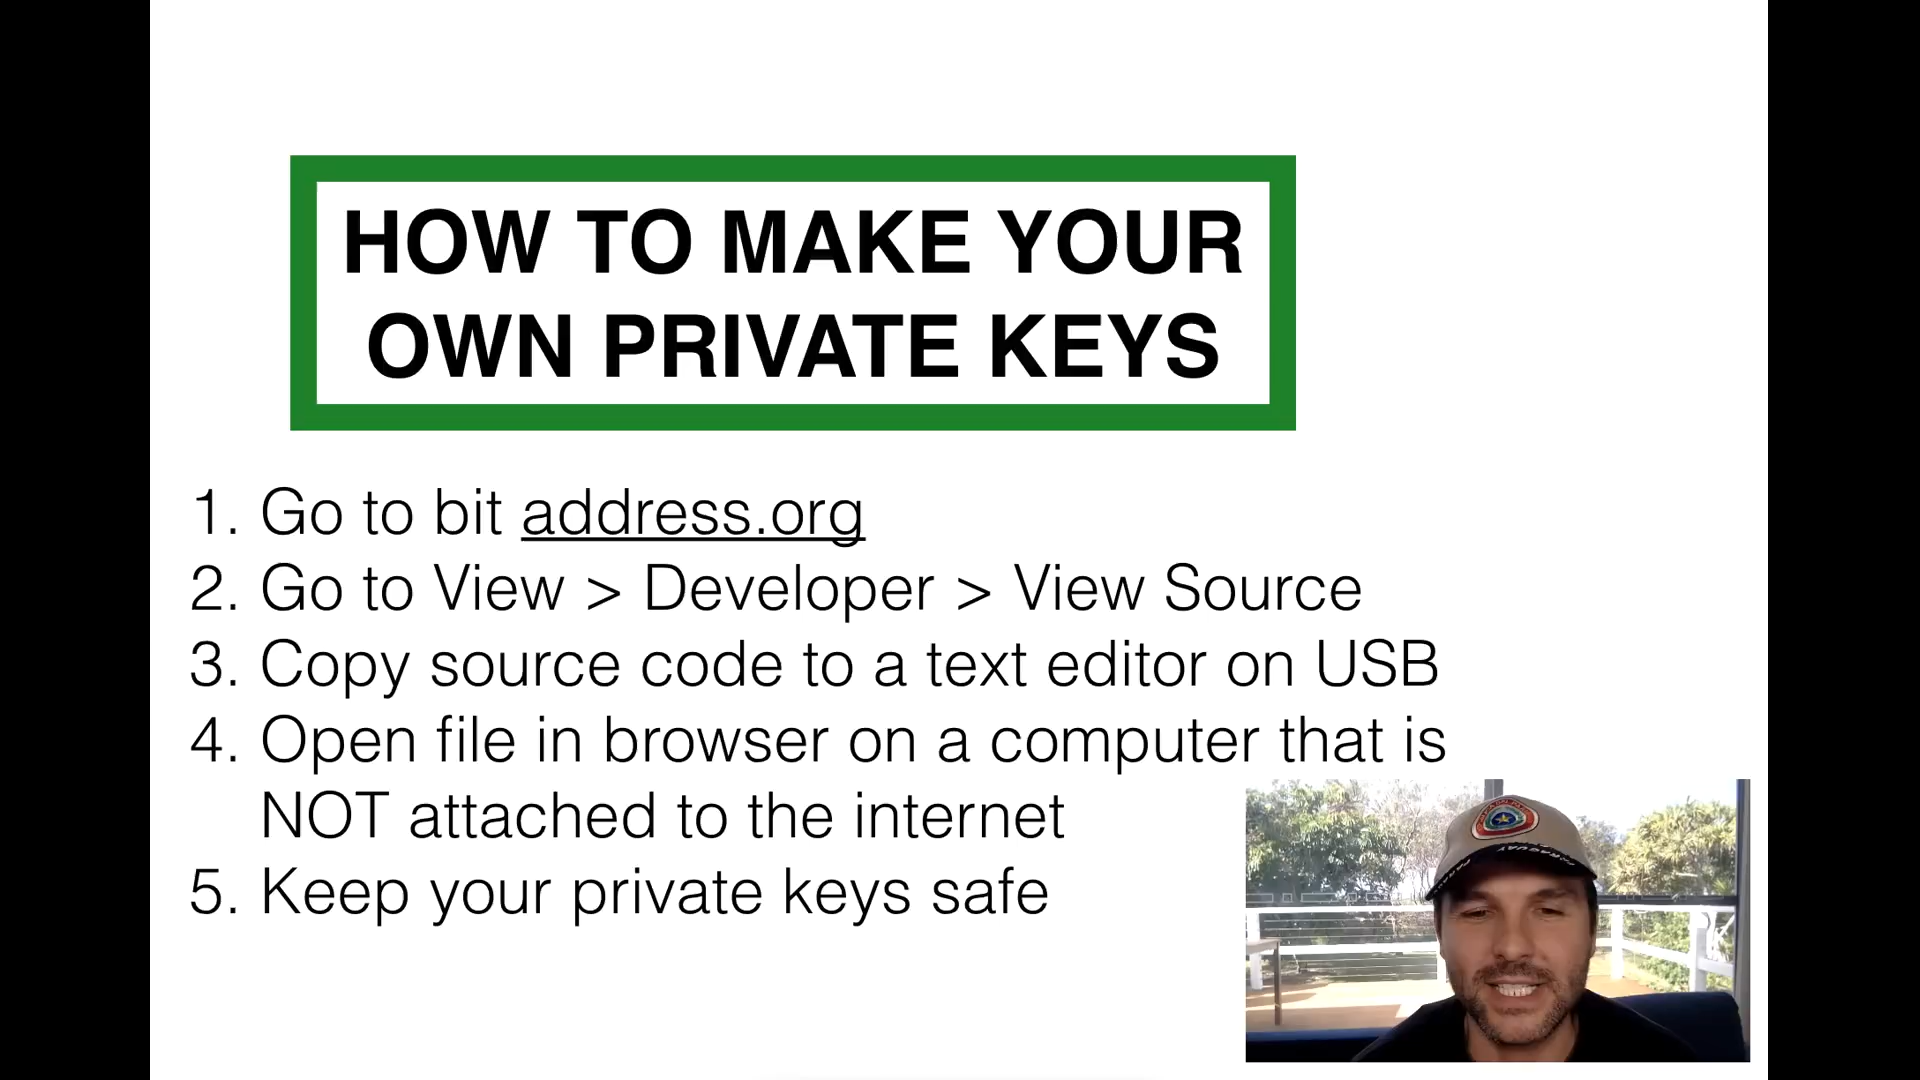 HOW TO MAKE YOUR
OWN PRIVATE KEYS
1. Go to bit address.org
2. Go to View > Developer > View Source
3. Copy source code to a text editor on USB
4. Open file in browser on a computer that is
NOT attached to the internet
5. Keep your private keys safe